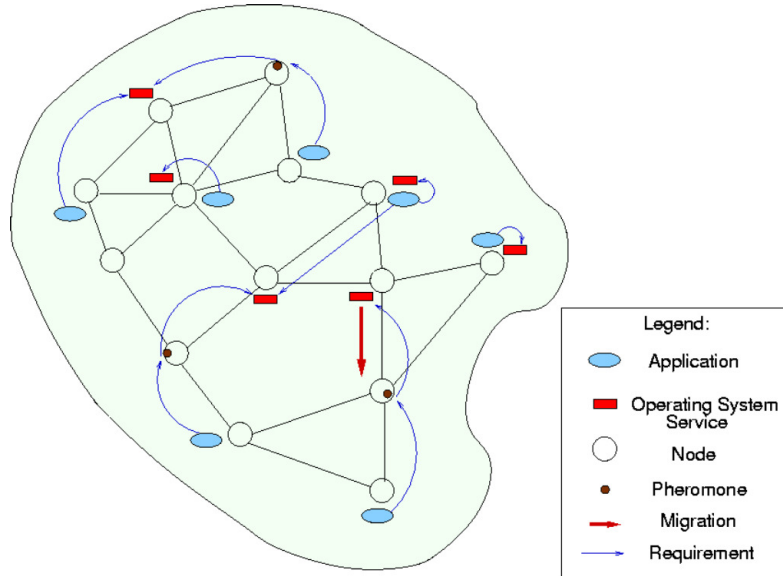 Legend:
Application
Operating System
Service
Node
Pheromone
Migration
Requirement